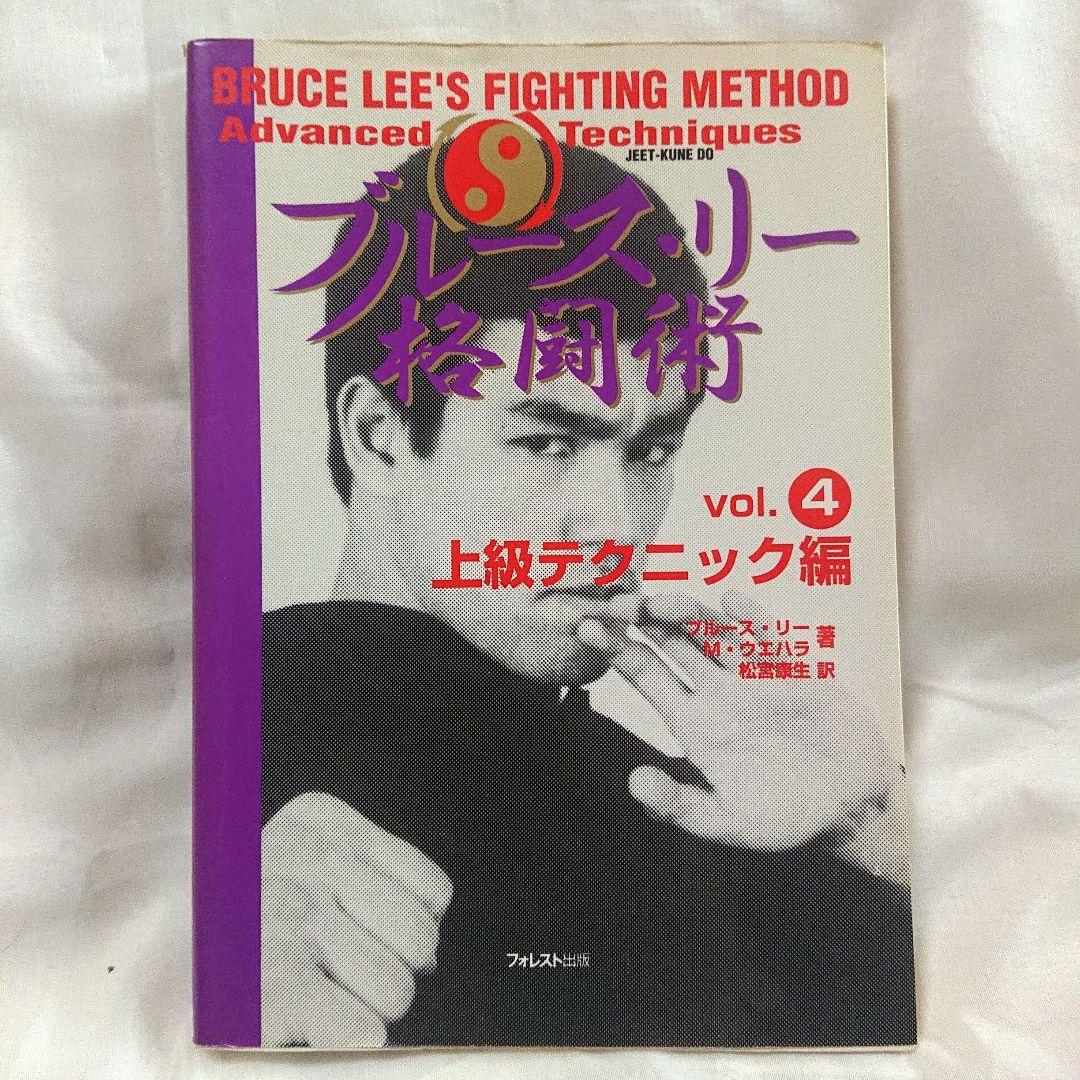 BRUCE LEE'S FIGHTING METHOD
Advanced Techniques
JEET-KUNE DO
ブルース・リー
格闘術
vol. 4
上級テクニック編
ブルース・リー
M・ウエハラ 著
松宮康生 訳
フォレスト出版